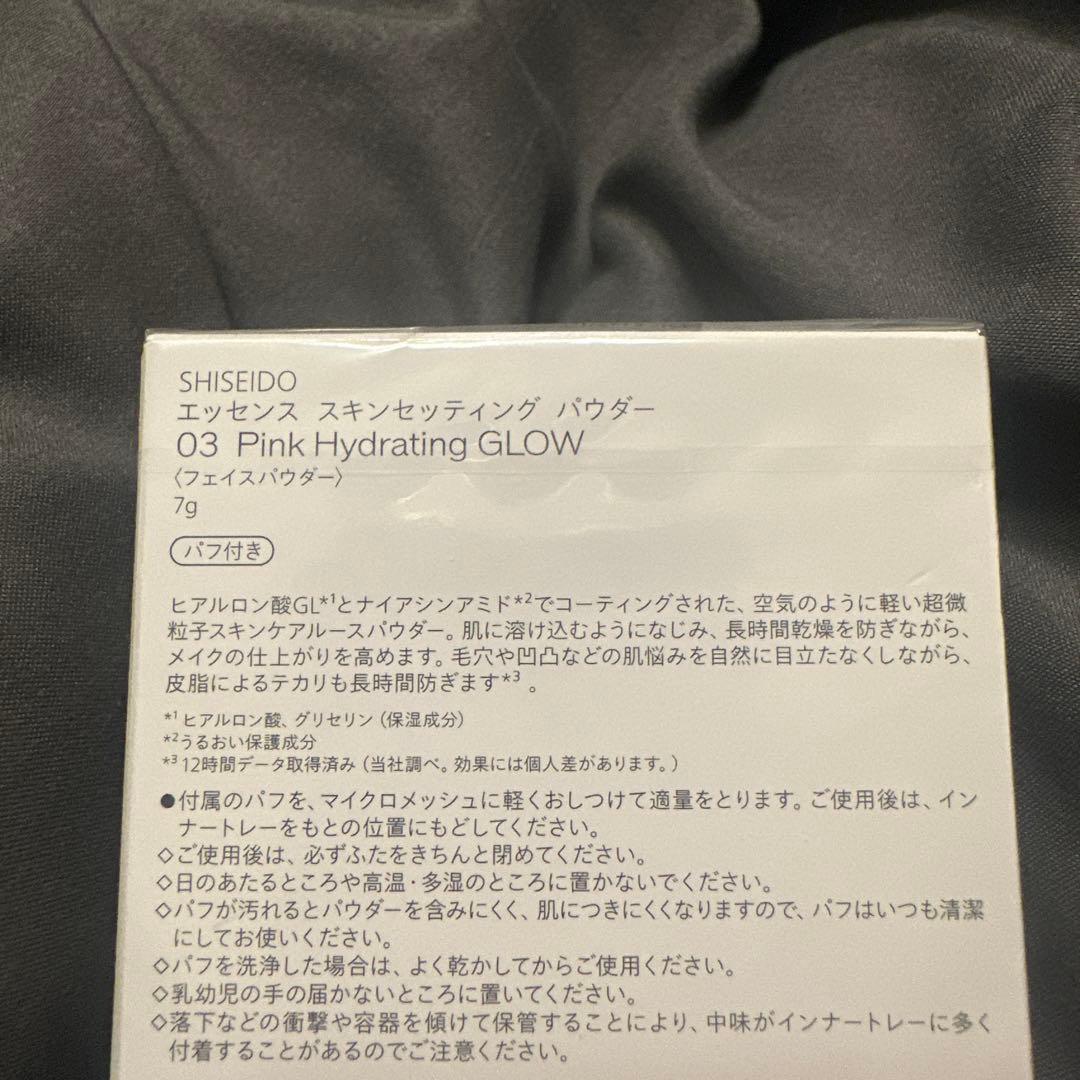 SHISEIDO
エッセンス スキンセッティング パウダー
03 Pink Hydrating GLOW
〈フェイスパウダー〉
7g
パフ付き
ヒアルロン酸GL*1とナイアシンアミド*2でコーティングされた、空気のように軽い超微
粒子スキンケアルースパウダー。肌に溶け込むようになじみ、長時間乾燥を防ぎながら、
メイクの仕上がりを高めます。毛穴や凹凸などの肌悩みを自然に目立たなくしながら、
皮脂によるテカリも長時間防ぎます*3。
*1 ヒアルロン酸、グリセリン（保湿成分）
*2うるおい保護成分
*3 12時間データ取得済み（当社調べ。効果には個人差があります。）
●付属のパフを、マイクロメッシュに軽くおしつけて適量をとります。ご使用後は、イン
ナートレーをもとの位置にもどしてください。
◇ご使用後は、必ずふたをきちんと閉めてください。
◇日のあたるところや高温・多湿のところに置かないでください。
◇パフが汚れるとパウダーを含みにくく、肌につきにくくなりますので、パフはいつも清潔
にしてお使いください。
◇パフを洗浄した場合は、よく乾かしてからご使用ください。
◇乳幼児の手の届かないところに置いてください。
◇落下などの衝撃や容器を傾けて保管することにより、中味がインナートレーに多く
付着することがあるのでご注意ください。